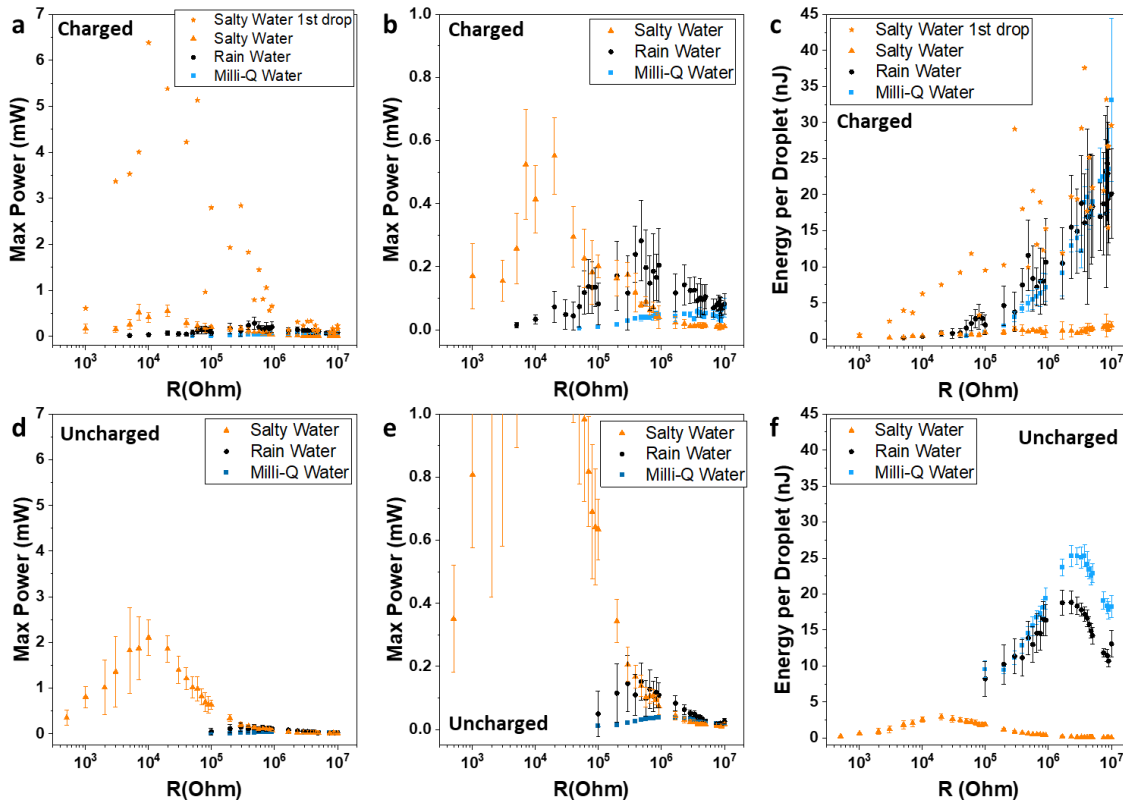 a
Charged
Salty Water 1st drop
Salty Water
Rain Water
Milli-Q Water
Max Power (mW)
7
6
5
4
3
2
1
0
10³
10⁴
10⁵
10⁶
10⁷
R(Ohm)
b
Charged
Salty Water
Rain Water
Milli-Q Water
Max Power (mW)
1.0
0.8
0.6
0.4
0.2
0.0
10³
10⁴
10⁵
10⁶
10⁷
R(Ohm)
c
Salty Water 1st drop
Salty Water
Rain Water
Milli-Q Water
Charged
Energy per Droplet (nJ)
45
40
35
30
25
20
15
10
5
0
10³
10⁴
10⁵
10⁶
10⁷
R (Ohm)
d
Uncharged
Salty Water
Rain Water
Milli-Q Water
Max Power (mW)
7
6
5
4
3
2
1
0
10³
10⁴
10⁵
10⁶
10⁷
R(Ohm)
e
Salty Water
Rain Water
Milli-Q Water
Uncharged
Max Power (mW)
1.0
0.8
0.6
0.4
0.2
0.0
10³
10⁴
10⁵
10⁶
10⁷
R(Ohm)
f
Salty Water
Rain Water
Milli-Q Water
Uncharged
Energy per Droplet (nJ)
45
40
35
30
25
20
15
10
5
0
10³
10⁴
10⁵
10⁶
10⁷
R(Ohm)